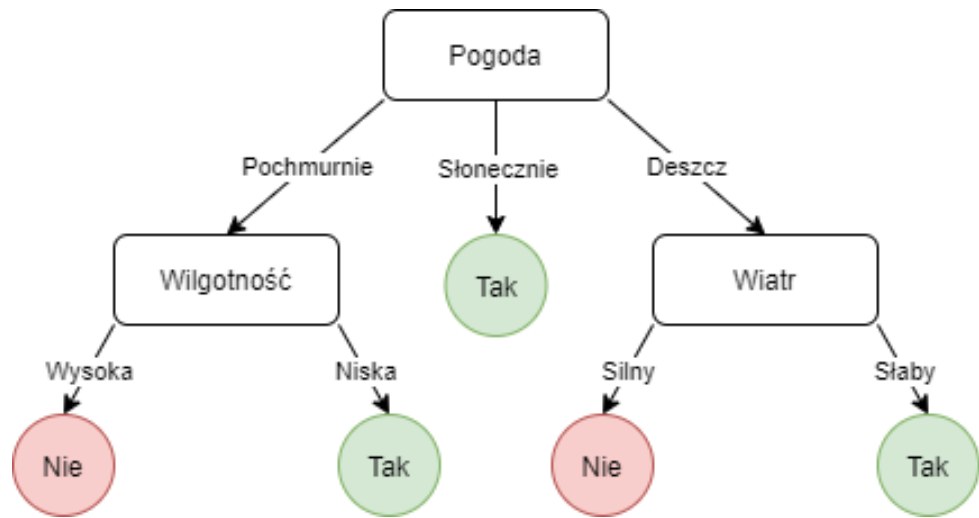 Pogoda
Pochmurnie
Słonecznie
Deszcz
Wilgotność
Tak
Wiatr
Wysoka
Niska
Silny
Słaby
Nie
Tak
Nie
Tak